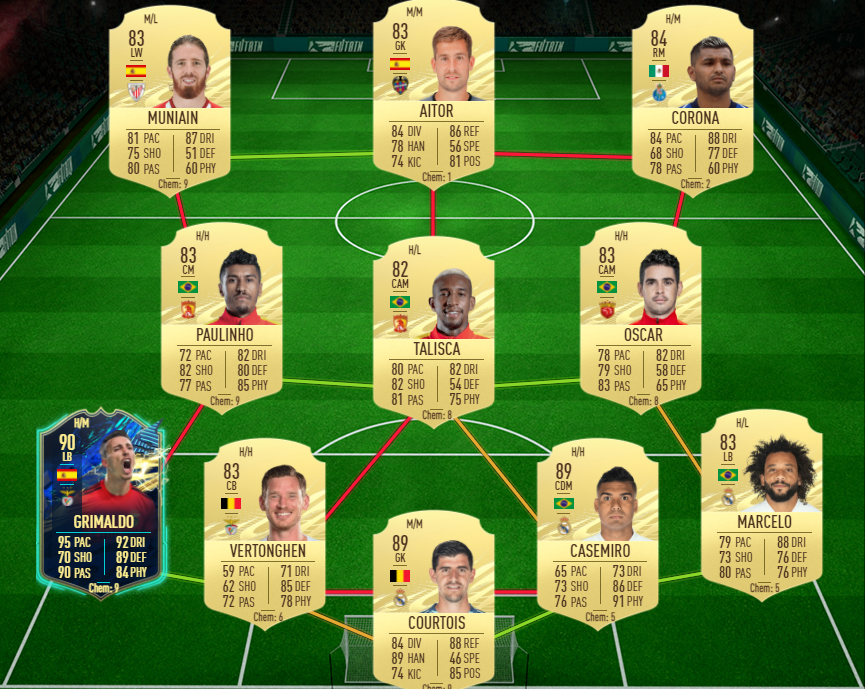 M/L
83
LW
MUNIAIN
81 PAC 87 DRI
75 SHO 51 DEF
80 PAS 60 PHY
Chem: 9
M/M
83
GK
AITOR
84 DIV 86 REF
78 HAN 56 SPE
74 KIC 81 POS
Chem: 1
H/M
84
RM
CORONA
84 PAC 88 DRI
68 SHO 77 DEF
78 PAS 60 PHY
Chem: 2
FUTBIN
FUTBIN
FUTBIN
H/H
83
CM
PAULINHO
72 PAC 82 DRI
82 SHO 80 DEF
77 PAS 85 PHY
Chem: 9
H/L
82
CAM
TALISCA
80 PAC 82 DRI
82 SHO 54 DEF
81 PAS 75 PHY
Chem: 8
H/H
83
CAM
OSCAR
78 PAC 82 DRI
79 SHO 58 DEF
83 PAS 65 PHY
Chem: 8
H/M
90
LB
GRIMALDO
95 PAC 92 DRI
70 SHO 89 DEF
90 PAS 84 PHY
Chem: 9
H/H
83
CB
VERTONGHEN
59 PAC 71 DRI
62 SHO 85 DEF
72 PAS 78 PHY
Chem: 6
M/M
89
GK
COURTOIS
84 DIV 88 REF
89 HAN 46 SPE
74 KIC 85 POS
H/H
89
CDM
CASEMIRO
65 PAC 73 DRI
73 SHO 86 DEF
76 PAS 91 PHY
Chem: 5
H/L
83
LB
MARCELO
79 PAC 88 DRI
73 SHO 76 DEF
80 PAS 76 PHY
Chem: 5